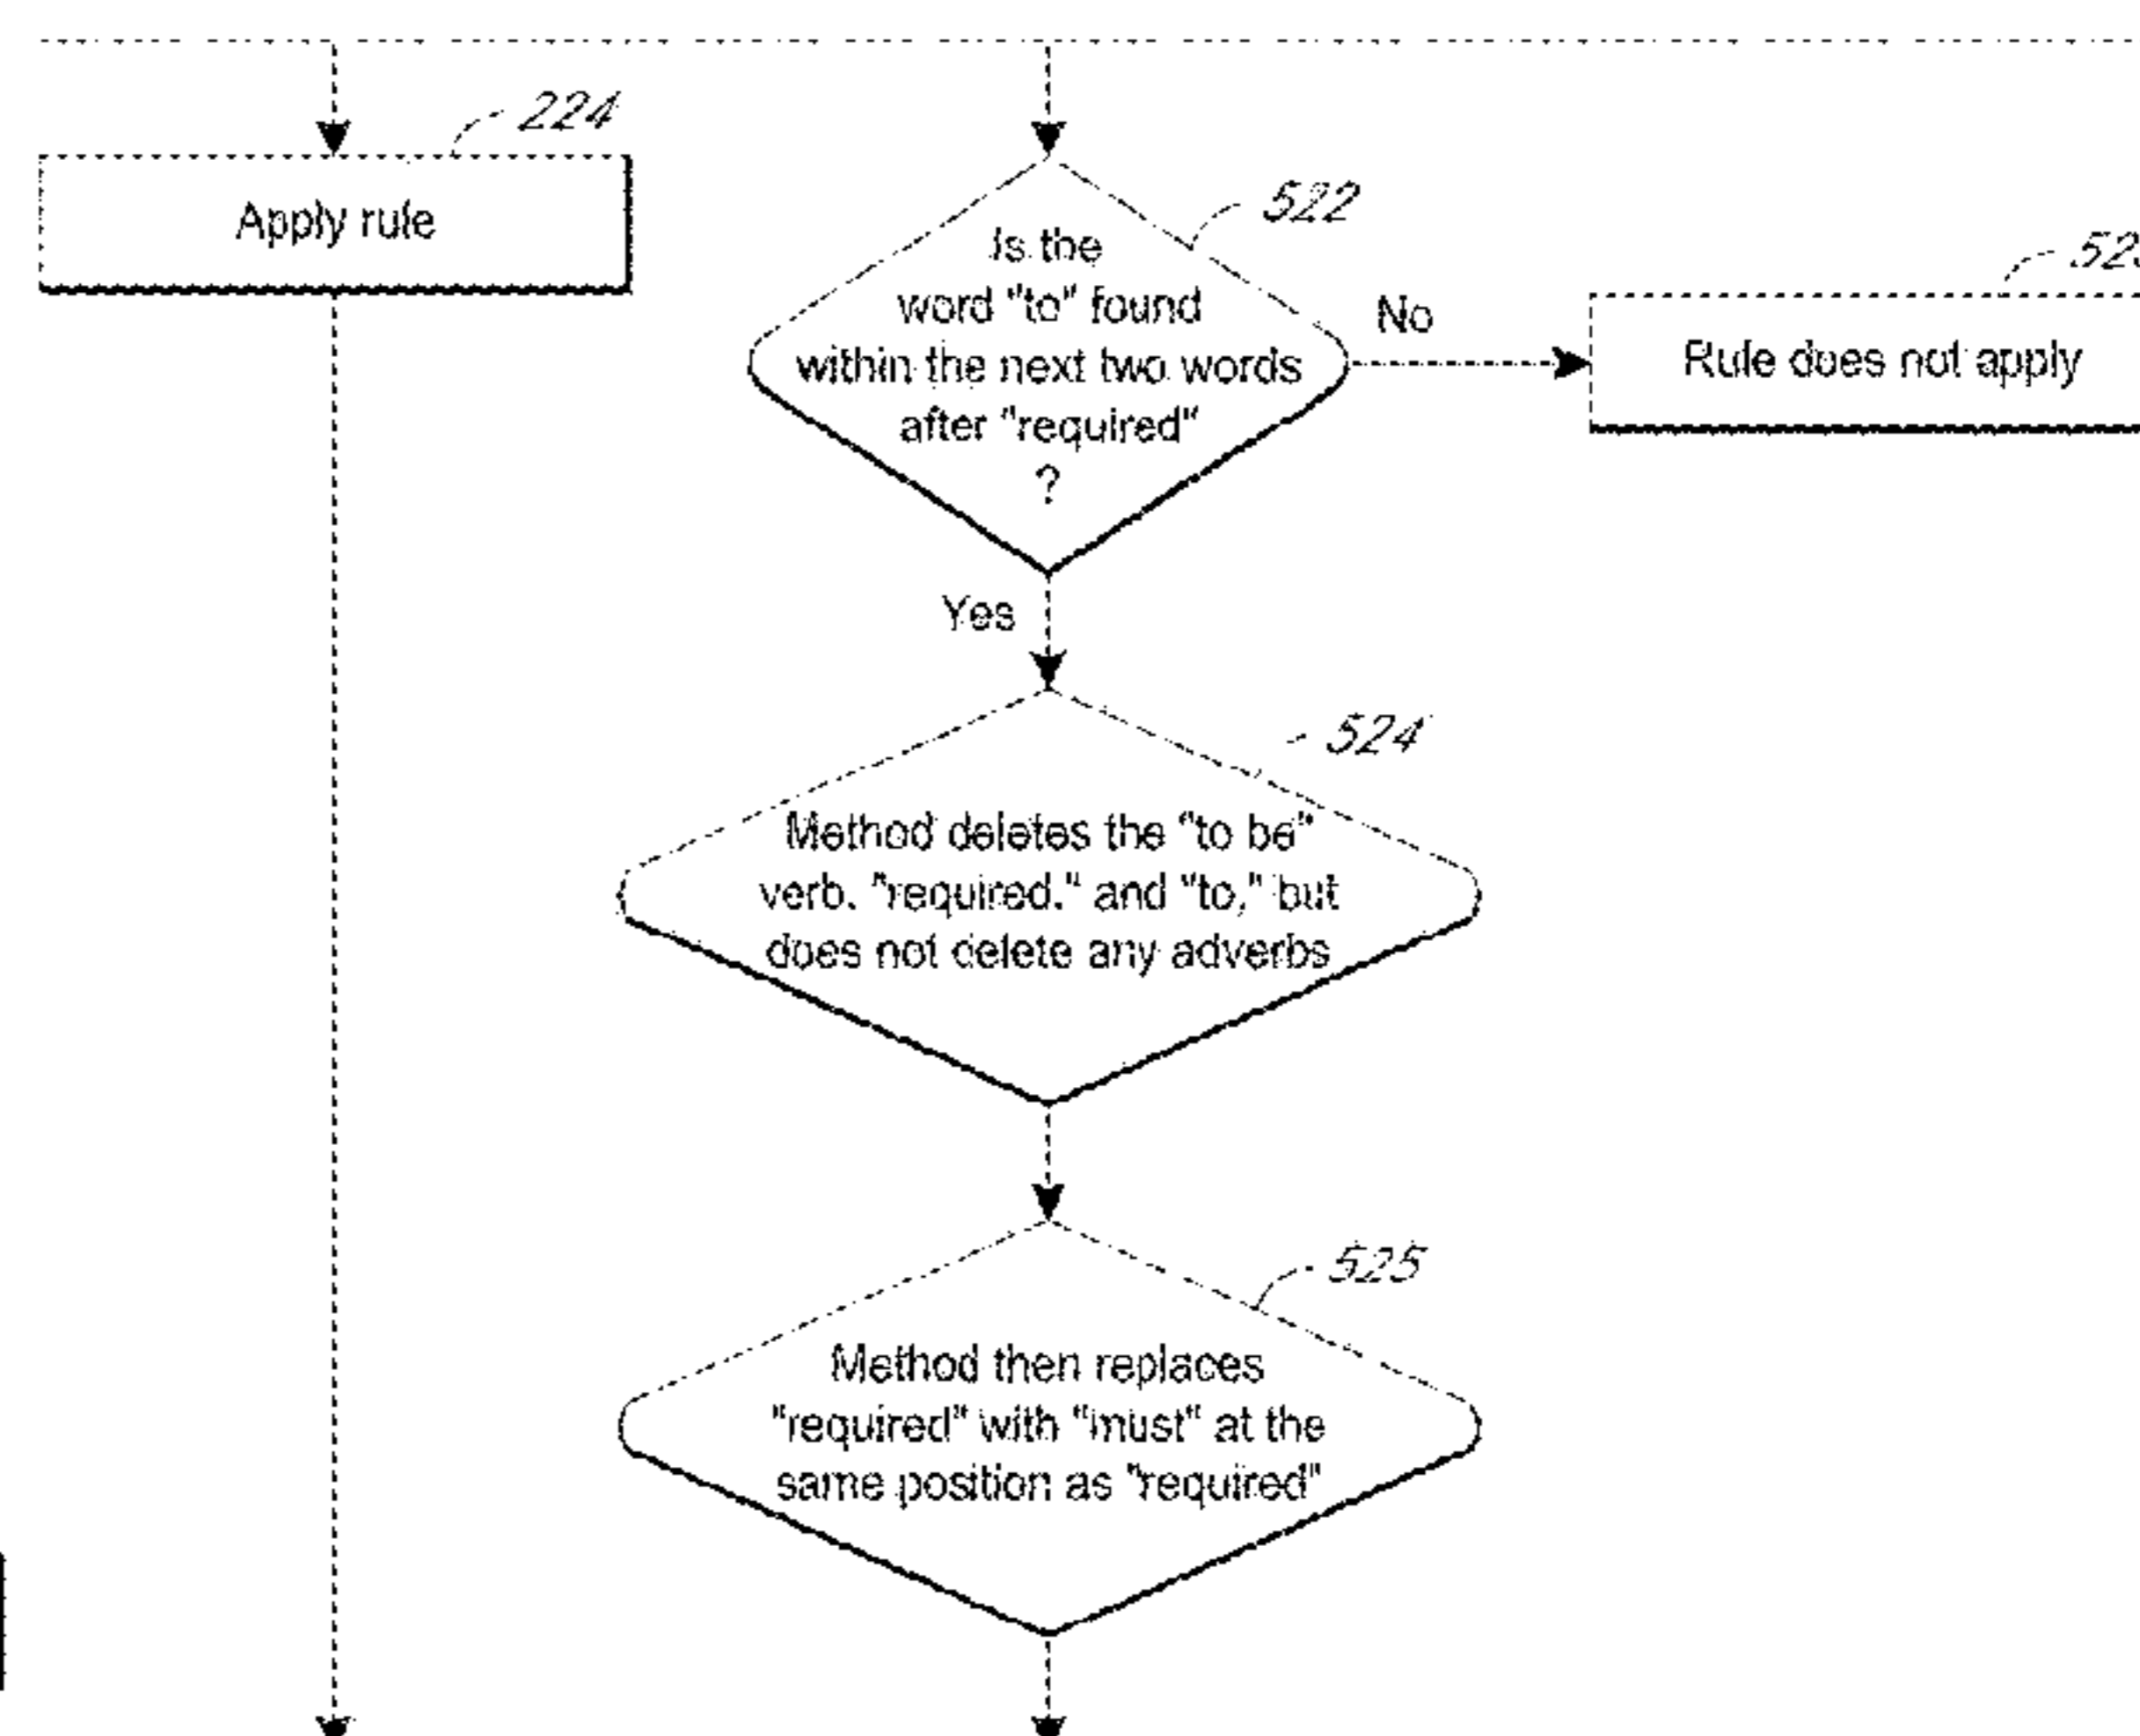 224
Apply rule
522
Is the
word "to" found
within the next two words
after "required"
?
No
Rule does not apply
Yes
524
Method deletes the "to be"
verb, "required," and "to," but
does not delete any adverbs
525
Method then replaces
"required" with "must" at the
same position as "required"